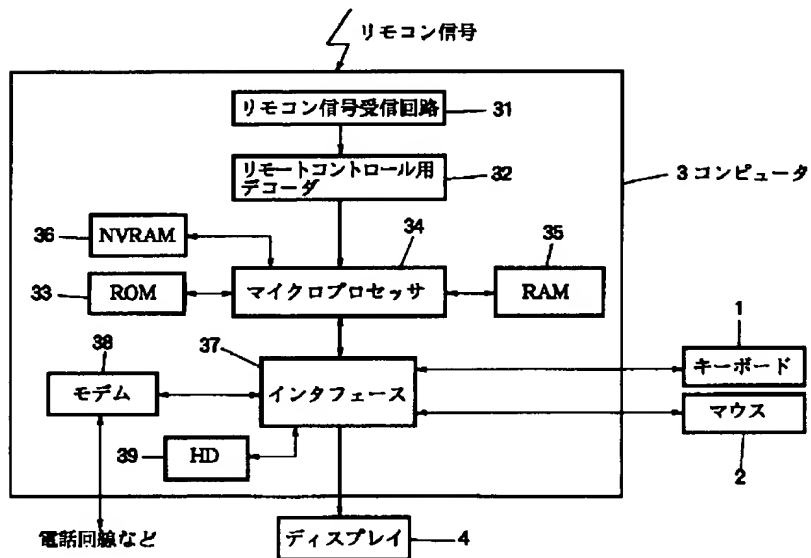 リモコン信号
リモコン信号受信回路
31
リモートコントロール用
デコーダ
32
3 コンピュータ
36
NVRAM
34
35
33
ROM
マイクロプロセッサ
RAM
38
37
1
モデム
インタフェース
キーボード
マウス
39
HD
2
電話回線など
ディスプレイ
4